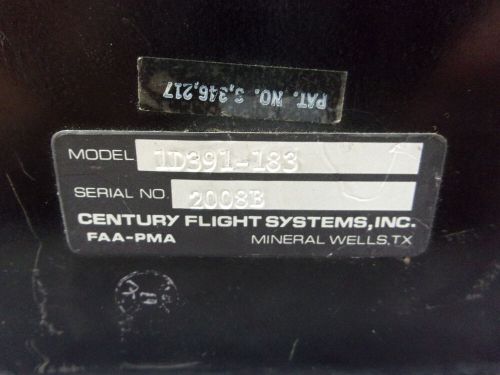 PAT. NO. 3,346,217
MODEL 1D391-183
SERIAL NO. 2008B
CENTURY FLIGHT SYSTEMS, INC.
FAA-PMA MINERAL WELLS, TX